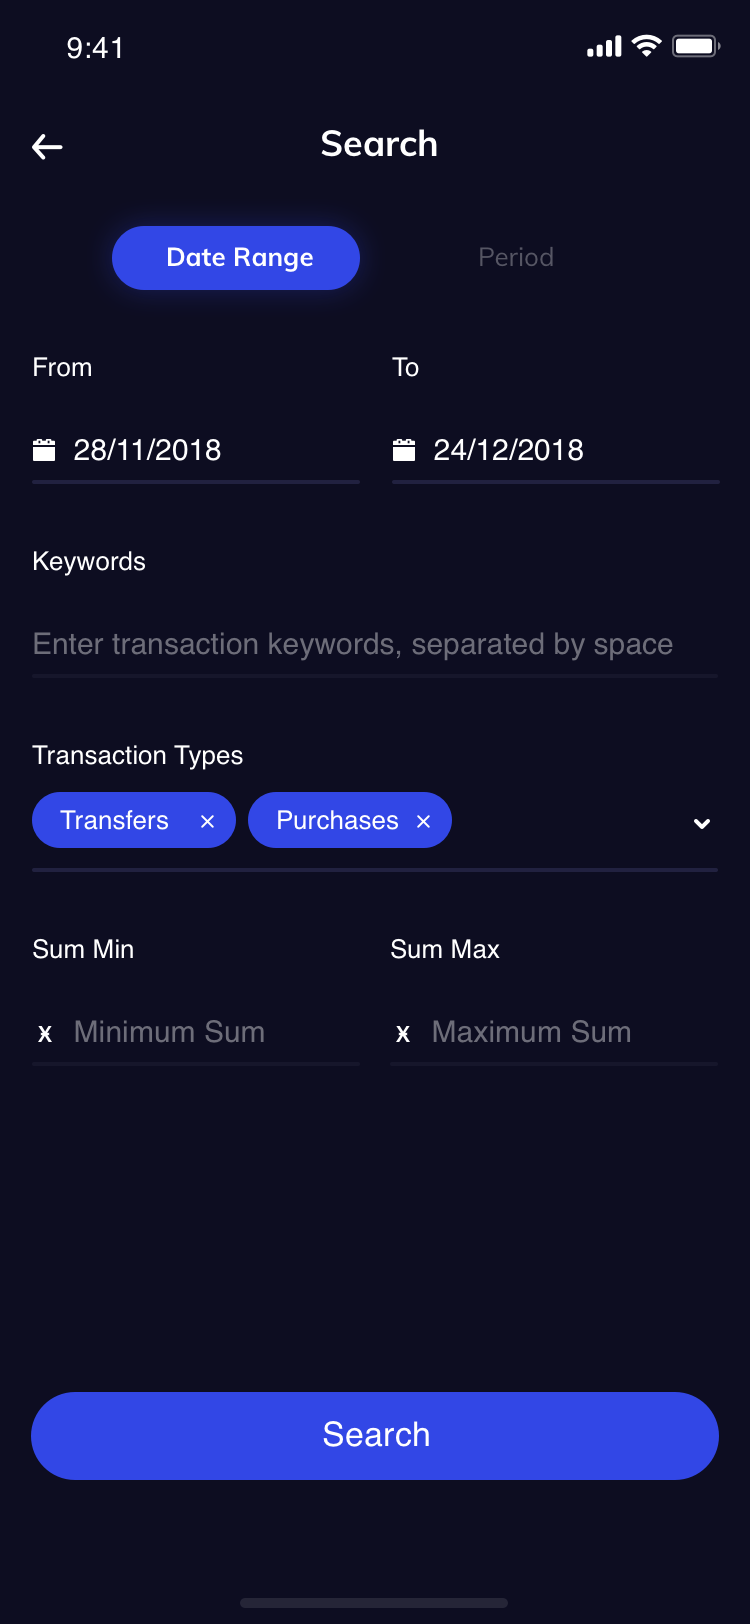 9:41
Search
Date Range Period
From To
28/11/2018 24/12/2018
Keywords
Enter transaction keywords, separated by space
Transaction Types
Transfers × Purchases ×
Sum Min Sum Max
Minimum Sum Maximum Sum
Search